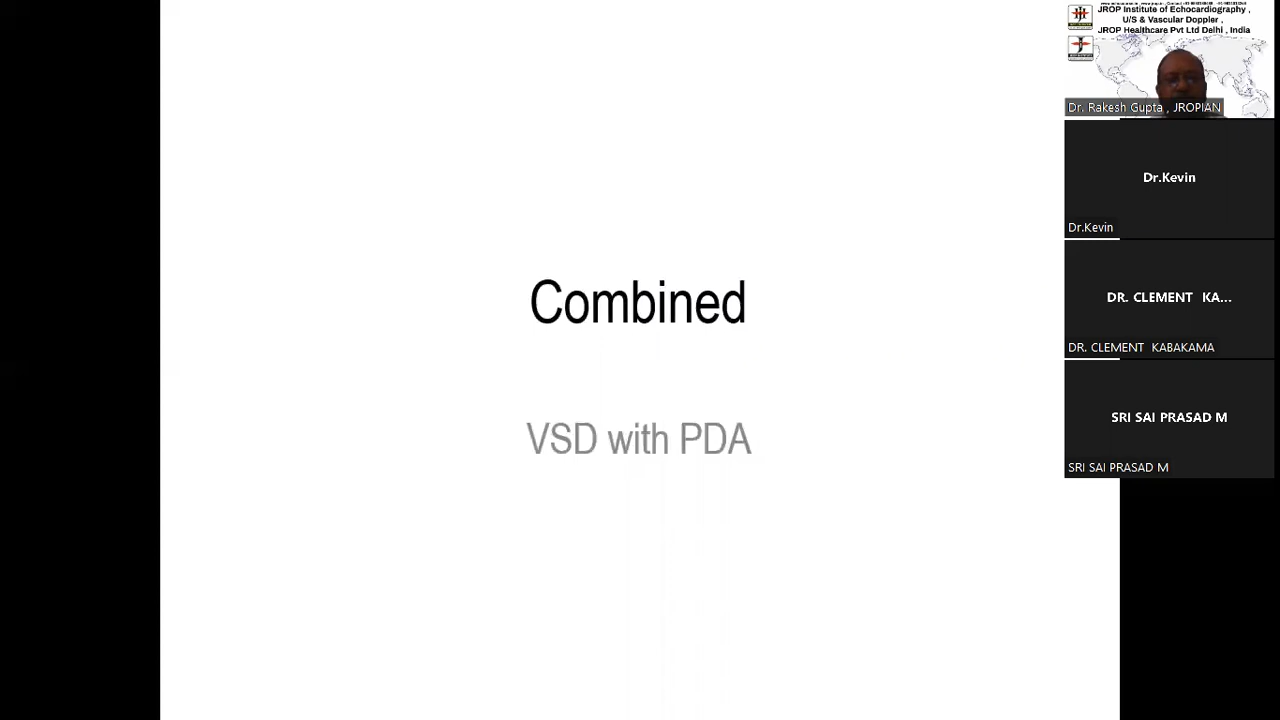 Combined
VSD with PDA
JROP Institute of Echocardiography ,
U/S & Vascular Doppler ,
JROP Healthcare Pvt Ltd Delhi , India
Dr. Rakesh Gupta , JROPIAN
Dr.Kevin
Dr.Kevin
DR. CLEMENT KA...
DR. CLEMENT KABAKAMA
SRI SAI PRASAD M
SRI SAI PRASAD M